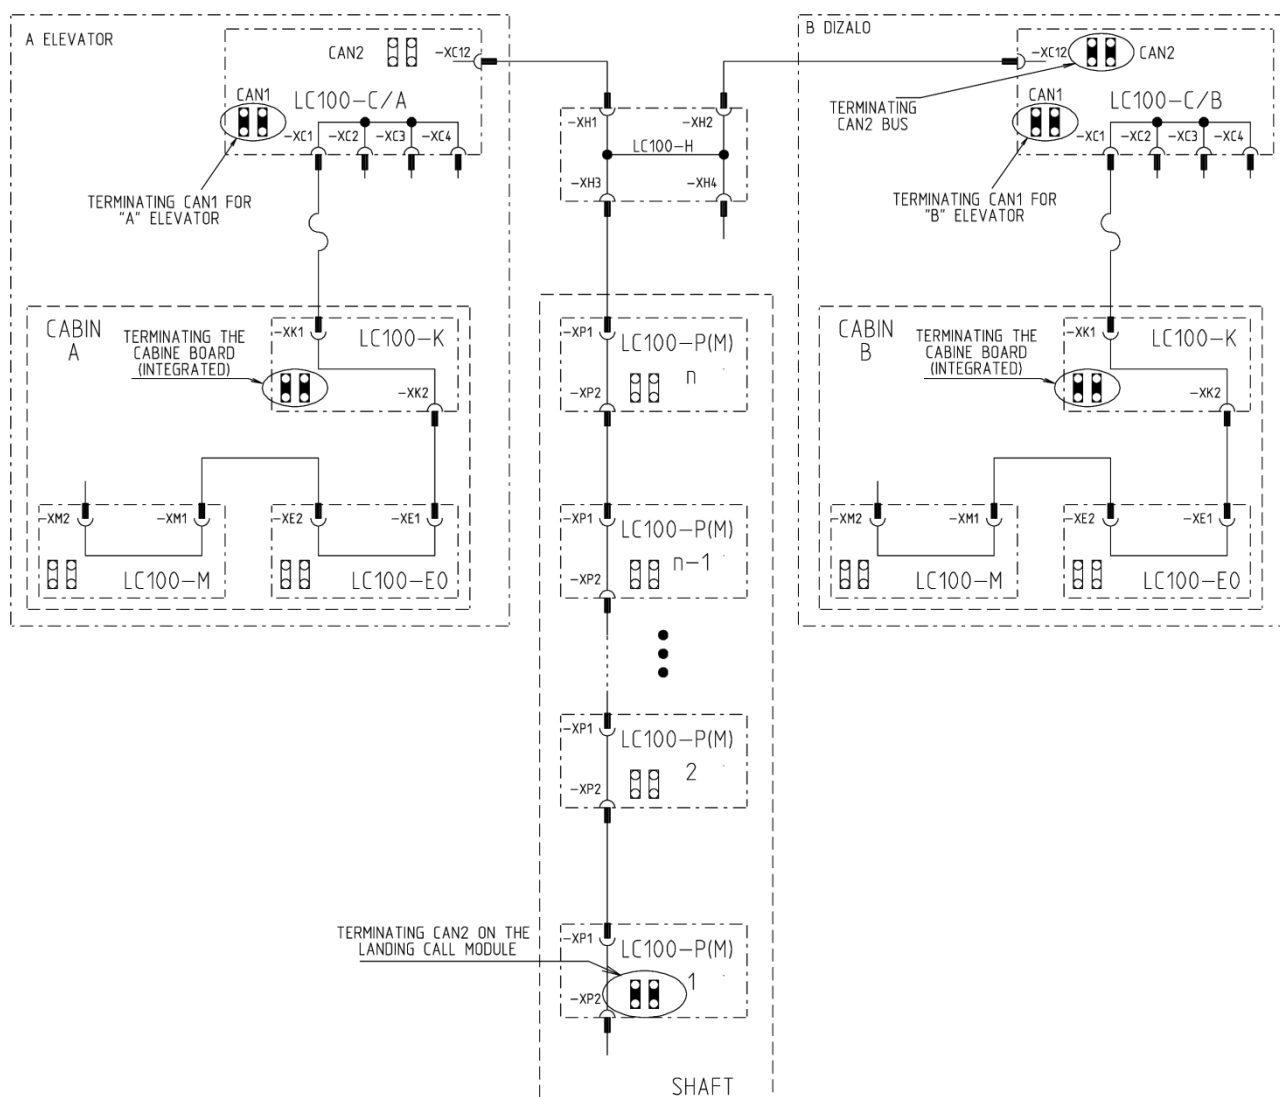 A ELEVATOR
CAN2
-XC12
CAN1
LC100-C/A
-XC1
-XC2
-XC3
-XC4
TERMINATING CAN1 FOR
"A" ELEVATOR
CABIN
A
TERMINATING THE
CABINE BOARD
(INTEGRATED)
-XK1
LC100-K
-XK2
-XM2
-XM1
LC100-M
-XE2
-XE1
LC100-E0
-XH1
-XH2
LC100-H
-XH3
-XH4
-XP1
LC100-P(M)
n
-XP2
-XP1
LC100-P(M)
n-1
-XP2
-XP1
LC100-P(M)
2
-XP2
TERMINATING CAN2 ON THE
LANDING CALL MODULE
-XP1
LC100-P(M)
1
-XP2
SHAFT
B DIZALO
-XC12
CAN2
TERMINATING
CAN2 BUS
CAN1
LC100-C/B
-XC1
-XC2
-XC3
-XC4
TERMINATING CAN1 FOR
"B" ELEVATOR
CABIN
B
TERMINATING THE
CABINE BOARD
(INTEGRATED)
-XK1
LC100-K
-XK2
-XM2
-XM1
LC100-M
-XE2
-XE1
LC100-E0